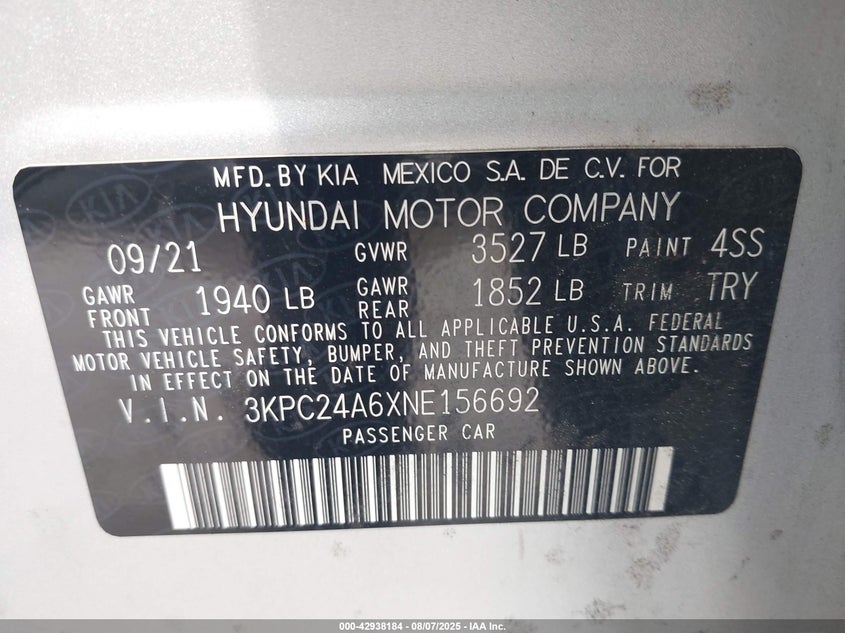 MFD. BY KIA MEXICO S.A. DE C.V. FOR
HYUNDAI MOTOR COMPANY
09/21 GVWR 3527 LB PAINT 4SS
GAWR FRONT 1940 LB GAWR REAR 1852 LB TRIM TRY
THIS VEHICLE CONFORMS TO ALL APPLICABLE U.S.A. FEDERAL
MOTOR VEHICLE SAFETY, BUMPER, AND THEFT PREVENTION STANDARDS
IN EFFECT ON THE DATE OF MANUFACTURE SHOWN ABOVE.
V.I.N. 3KPC24A6XNE156692
PASSENGER CAR
000-42938184 - 08/07/2025 - IAA Inc.